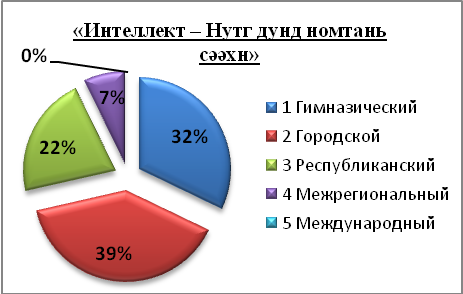 «Интеллект – Нутг дунд номтань
сәәхн»
0%
7%
32%
22%
39%
1 Гимназический
2 Городской
3 Республиканский
4 Межрегиональный
5 Международный